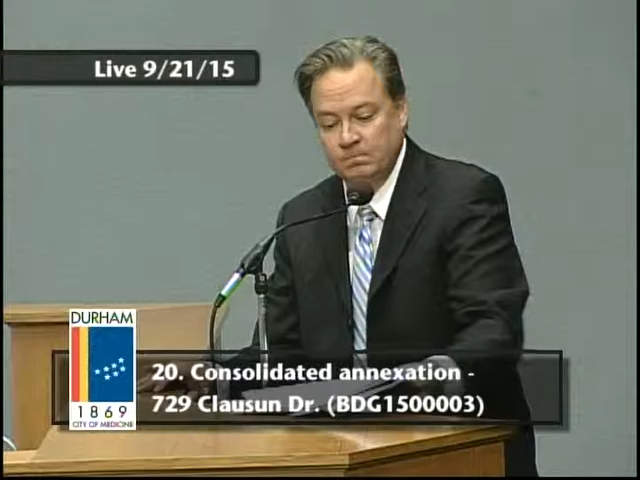 Live 9/21/15
DURHAM
1869
CITY OF MEDICINE
20. Consolidated annexation -
729 Clausun Dr. (BDG1500003)